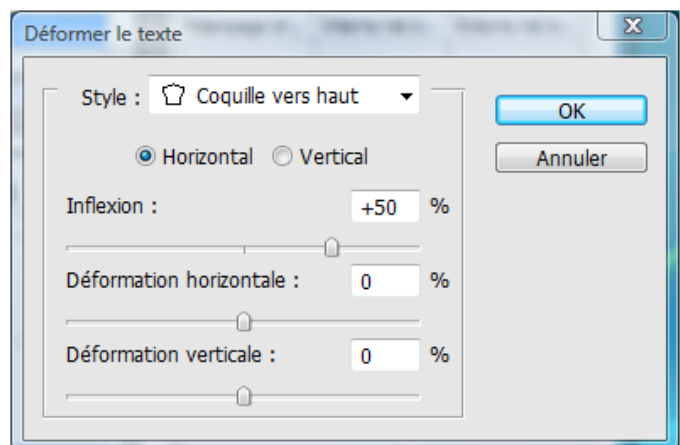 Déformer le texte
Style : Coquille vers haut
OK
Horizontal Vertical
Annuler
Inflexion : +50 %
Déformation horizontale : 0 %
Déformation verticale : 0 %